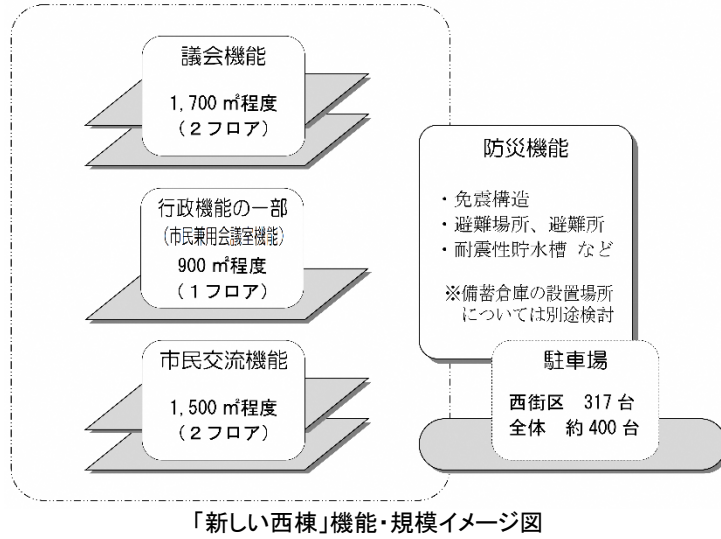 議会機能
1,700 ㎡程度
(2フロア)
行政機能の一部
(市民兼用会議室機能)
900 ㎡程度
(1フロア)
市民交流機能
1,500 ㎡程度
(2フロア)
防災機能
・免震構造
・避難場所、避難所
・耐震性貯水槽 など
※備蓄倉庫の設置場所
については別途検討
駐車場
西街区 317 台
全体 約 400 台
「新しい西棟」機能・規模イメージ図